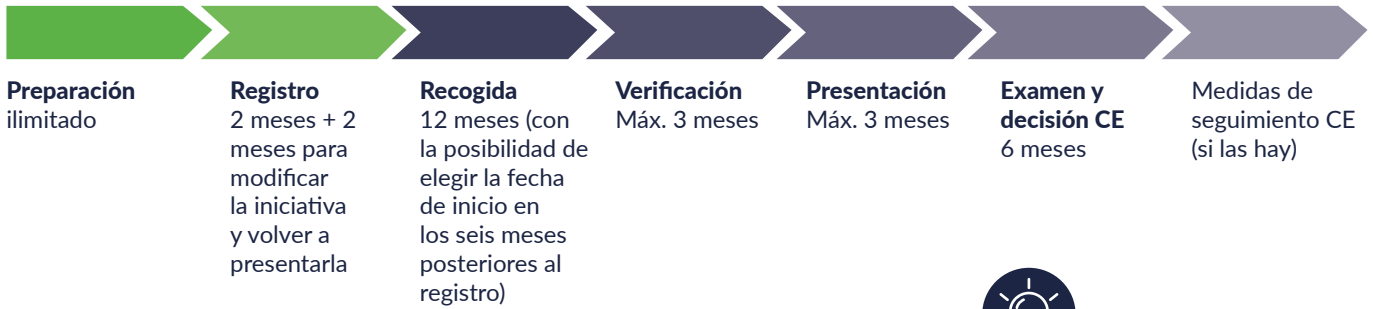 Preparación
ilimitado
Registro
2 meses + 2
meses para
modificar
la iniciativa
y volver a
presentarla
Recogida
12 meses (con
la posibilidad de
elegir la fecha
de inicio en
los seis meses
posteriores al
registro)
Verificación
Máx. 3 meses
Presentación
Máx. 3 meses
Examen y
decisión CE
6 meses
Medidas de
seguimiento CE
(si las hay)